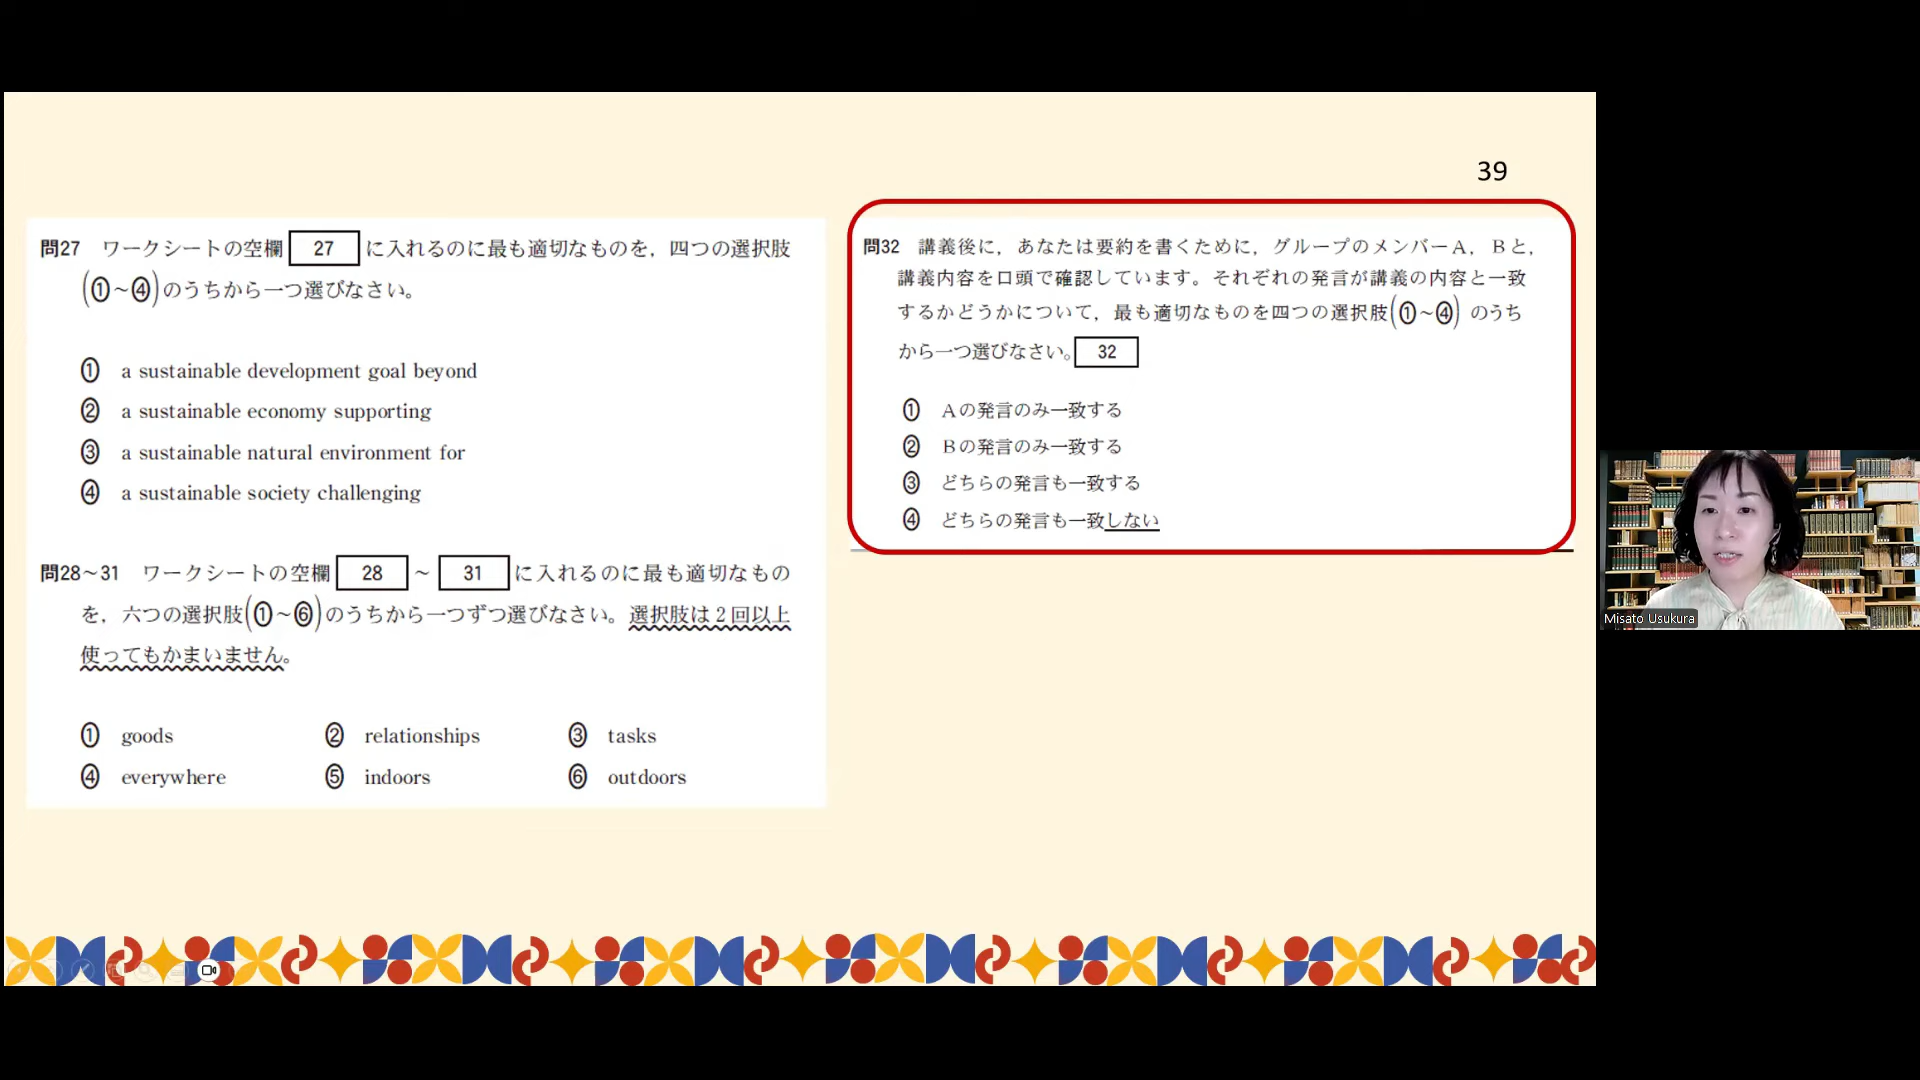 39
問27 ワークシートの空欄 27 に入れるのに最も適切なものを，四つの選択肢
(①～④)のうちから一つ選びなさい。
① a sustainable development goal beyond
② a sustainable economy supporting
③ a sustainable natural environment for
④ a sustainable society challenging
問28～31 ワークシートの空欄 28 ～ 31 に入れるのに最も適切なもの
を，六つの選択肢(①～⑥)のうちから一つずつ選びなさい。選択肢は２回以上
使ってもかまいません。
① goods ② relationships ③ tasks
④ everywhere ⑤ indoors ⑥ outdoors
問32 講義後に，あなたは要約を書くために，グループのメンバーＡ，Ｂと，
講義内容を口頭で確認しています。それぞれの発言が講義の内容と一致
するかどうかについて，最も適切なものを四つの選択肢(①～④) のうち
から一つ選びなさい。 32
① Ａの発言のみ一致する
② Ｂの発言のみ一致する
③ どちらの発言も一致する
④ どちらの発言も一致しない
Misato Usukura